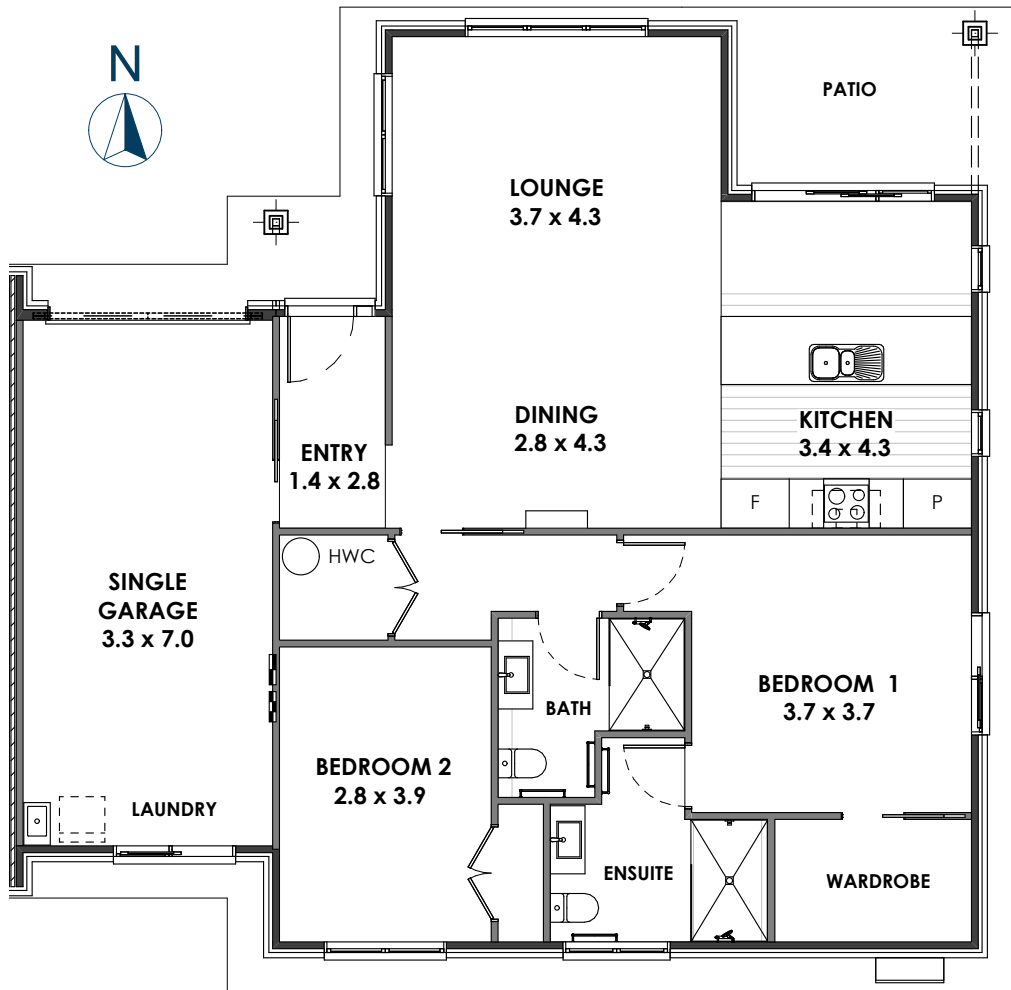 N
PATIO
LOUNGE
3.7 x 4.3
DINING
2.8 x 4.3
KITCHEN
3.4 x 4.3
ENTRY
1.4 x 2.8
F
P
HWC
SINGLE
GARAGE
3.3 x 7.0
BEDROOM 1
3.7 x 3.7
BATH
BEDROOM 2
2.8 x 3.9
LAUNDRY
ENSUITE
WARDROBE